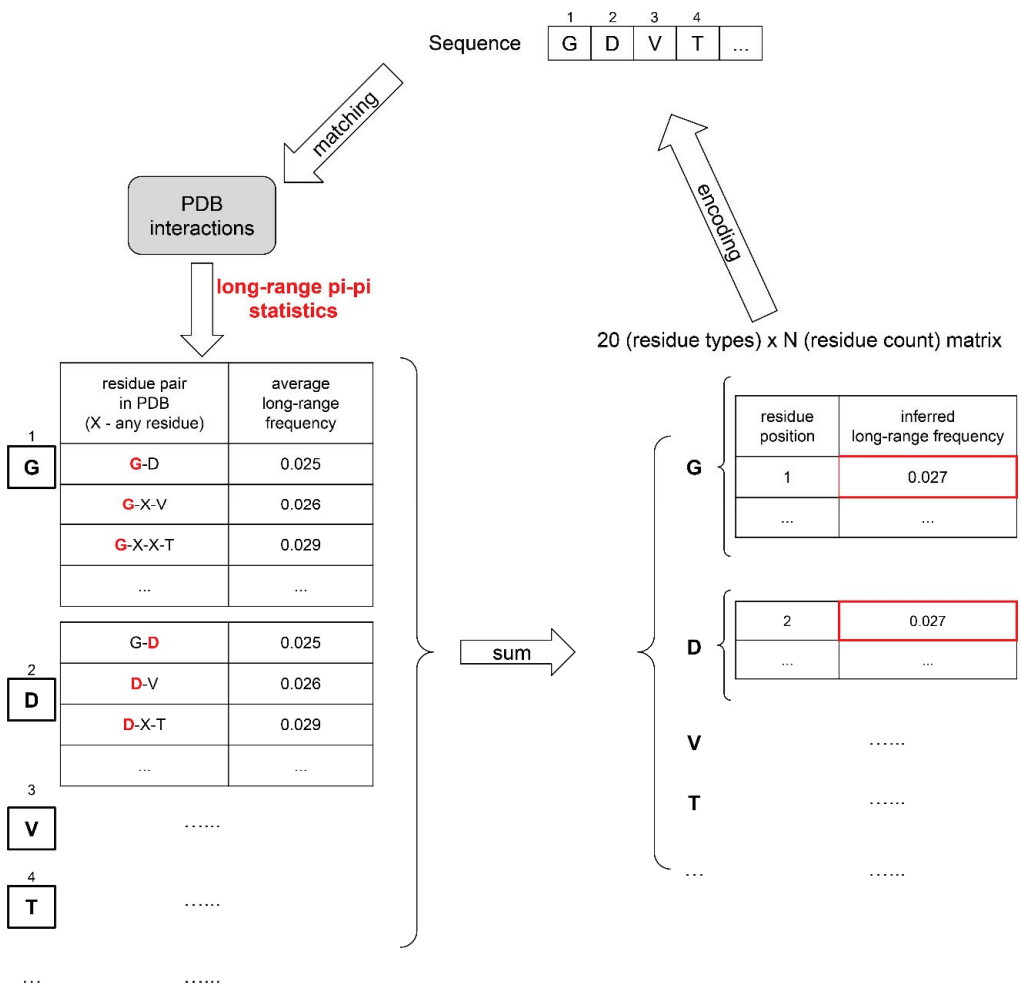 1 2 3 4
Sequence G D V T ...
matching
encoding
PDB
interactions
long-range pi-pi
statistics
20 (residue types) x N (residue count) matrix
residue pair
in PDB
(X - any residue)
average
long-range
frequency
1
G
G-D 0.025
G-X-V 0.026
G-X-X-T 0.029
... ...
2
D
G-D 0.025
D-V 0.026
D-X-T 0.029
... ...
3
V ......
4
T ......
... ......
sum
G
residue
position
inferred
long-range frequency
1 0.027
... ...
D
2 0.027
... ...
V ......
T ......
... ......